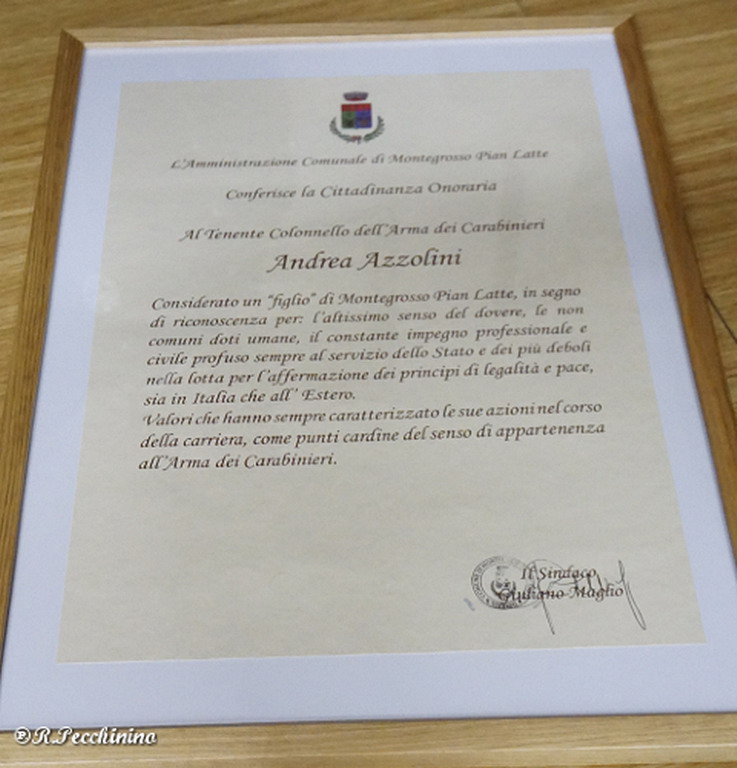 L'Amministrazione Comunale di Montegrosso Pian Latte
Conferisce la Cittadinanza Onoraria
Al Tenente Colonnello dell'Arma dei Carabinieri
Andrea Azzolini
Considerato un "figlio" di Montegrosso Pian Latte, in segno
di riconoscenza per: l'altissimo senso del dovere, le non
comuni doti umane, il constante impegno professionale e
civile profuso sempre al servizio dello Stato e dei più deboli
nella lotta per l'affermazione dei principi di legalità e pace,
sia in Italia che all' Estero.
Valori che hanno sempre caratterizzato le sue azioni nel corso
della carriera, come punti cardine del senso di appartenenza
all'Arma dei Carabinieri.
Il Sindaco
Giuliano Maglio
®R.Pecchinino